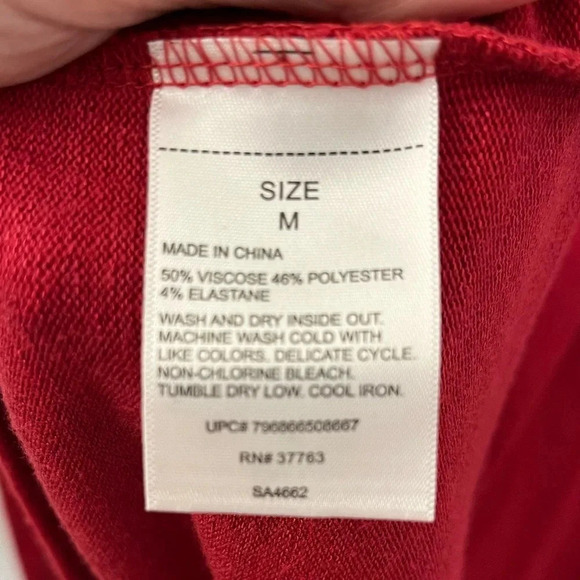 SIZE
M
MADE IN CHINA
50% VISCOSE 46% POLYESTER
4% ELASTANE
WASH AND DRY INSIDE OUT.
MACHINE WASH COLD WITH
LIKE COLORS. DELICATE CYCLE.
NON-CHLORINE BLEACH.
TUMBLE DRY LOW. COOL IRON.
UPC# 796866508667
RN# 37763
SA4662